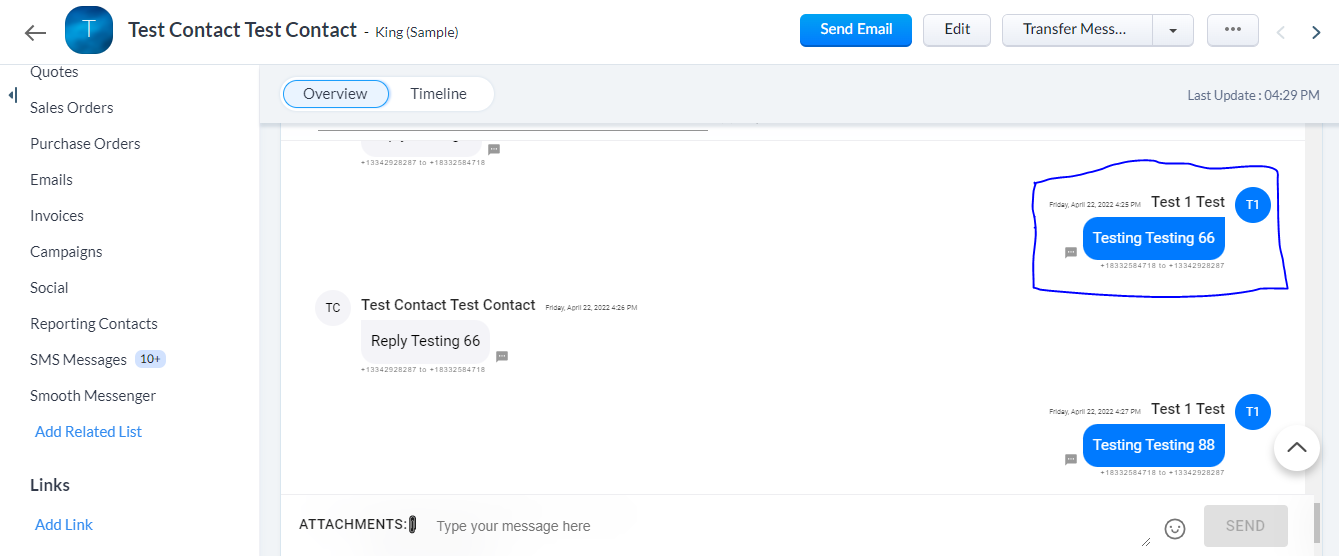 T Test Contact Test Contact - King (Sample) Send Email Edit Transfer Mess... •••
Quotes
Sales Orders
Purchase Orders
Emails
Invoices
Campaigns
Social
Reporting Contacts
SMS Messages 10+
Smooth Messenger
Add Related List
Links
Add Link
Overview Timeline Last Update : 04:29 PM
+13342928287 to +18332584718
Friday, April 22, 2022 4:25 PM Test 1 Test T1
Testing Testing 66
+18332584718 to +13342928287
TC Test Contact Test Contact Friday, April 22, 2022 4:26 PM
Reply Testing 66
+13342928287 to +18332584718
Friday, April 22, 2022 4:27 PM Test 1 Test T1
Testing Testing 88
+18332584718 to +13342928287
ATTACHMENTS: Type your message here SEND